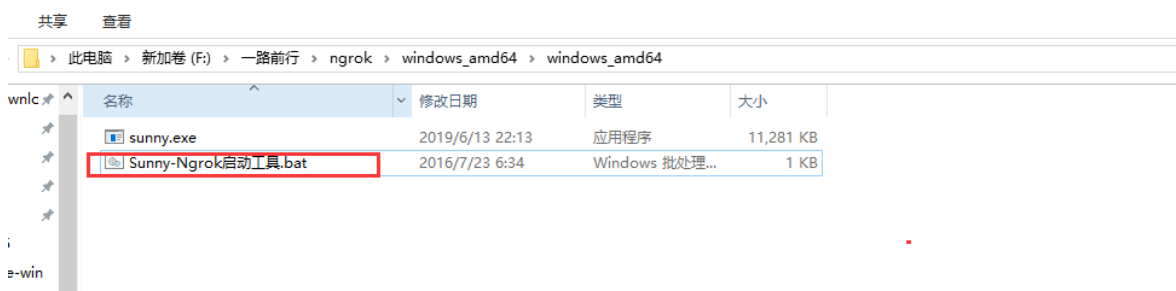 共享 查看
此电脑 > 新加卷 (F:) > 一路前行 > ngrok > windows_amd64 > windows_amd64
wnlc 名称 修改日期 类型 大小
sunny.exe 2019/6/13 22:13 应用程序 11,281 KB
Sunny-Ngrok启动工具.bat 2016/7/23 6:34 Windows 批处理... 1 KB
e-win